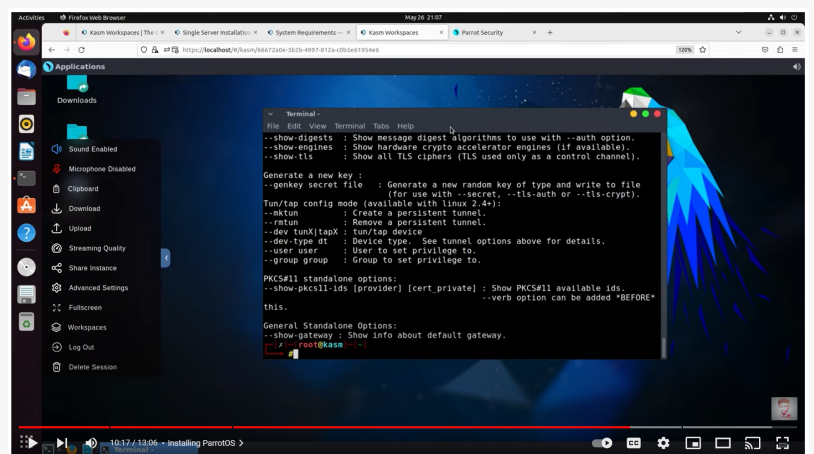 Activities
Firefox Web Browser
May 26 21:07
Kasm Workspaces | The C
Single Server Installation
System Requirements —
Kasm Workspaces
Parrot Security
https://localhost/#/kasm/66672a0e-3b2b-4997-812a-c0b5e61954e6
120%
Applications
Downloads
Sound Enabled
Microphone Disabled
Clipboard
Download
Upload
Streaming Quality
Share Instance
Advanced Settings
Fullscreen
Workspaces
Log Out
Delete Session
Terminal -
File Edit View Terminal Tabs Help
--show-digests : Show message digest algorithms to use with --auth option.
--show-engines : Show hardware crypto accelerator engines (if available).
--show-tls : Show all TLS ciphers (TLS used only as a control channel).
Generate a new key :
--genkey secret file : Generate a new random key of type and write to file
(for use with --secret, --tls-auth or --tls-crypt).
Tun/tap config mode (available with linux 2.4+):
--mktun : Create a persistent tunnel.
--rmtun : Remove a persistent tunnel.
--dev tunX|tapX : tun/tap device
--dev-type dt : Device type. See tunnel options above for details.
--user user : User to set privilege to.
--group group : Group to set privilege to.
PKCS#11 standalone options:
--show-pkcs11-ids [provider] [cert_private] : Show PKCS#11 available ids.
--verb option can be added *BEFORE*
this.
General Standalone Options:
--show-gateway : Show info about default gateway.
[✗]─[root@kasm]─[~]
#
10:17 / 13:06 • Installing ParrotOS >
CC
Terminal -